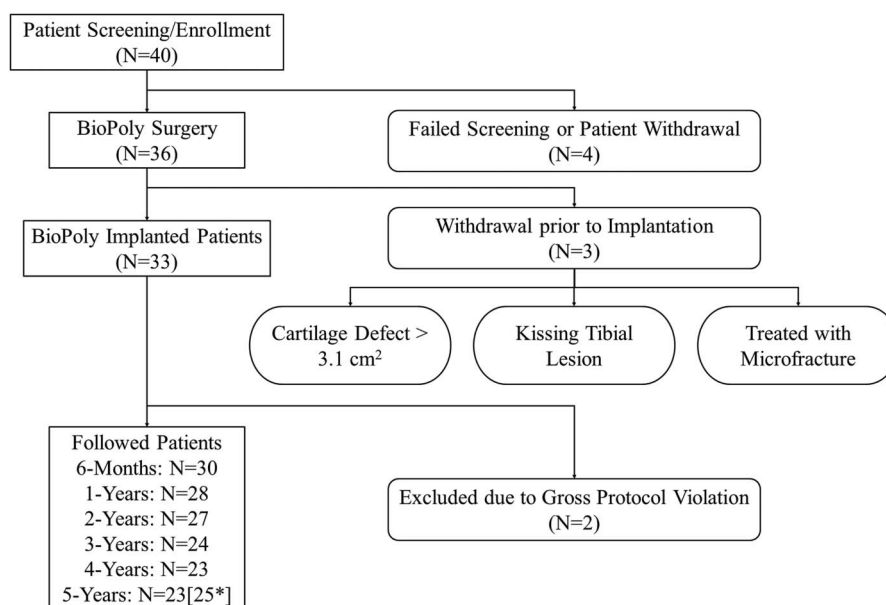 Patient Screening/Enrollment
(N=40)
BioPoly Surgery
(N=36)
Failed Screening or Patient Withdrawal
(N=4)
BioPoly Implanted Patients
(N=33)
Withdrawal prior to Implantation
(N=3)
Cartilage Defect >
3.1 cm²
Kissing Tibial
Lesion
Treated with
Microfracture
Followed Patients
6-Months: N=30
1-Years: N=28
2-Years: N=27
3-Years: N=24
4-Years: N=23
5-Years: N=23[25*]
Excluded due to Gross Protocol Violation
(N=2)